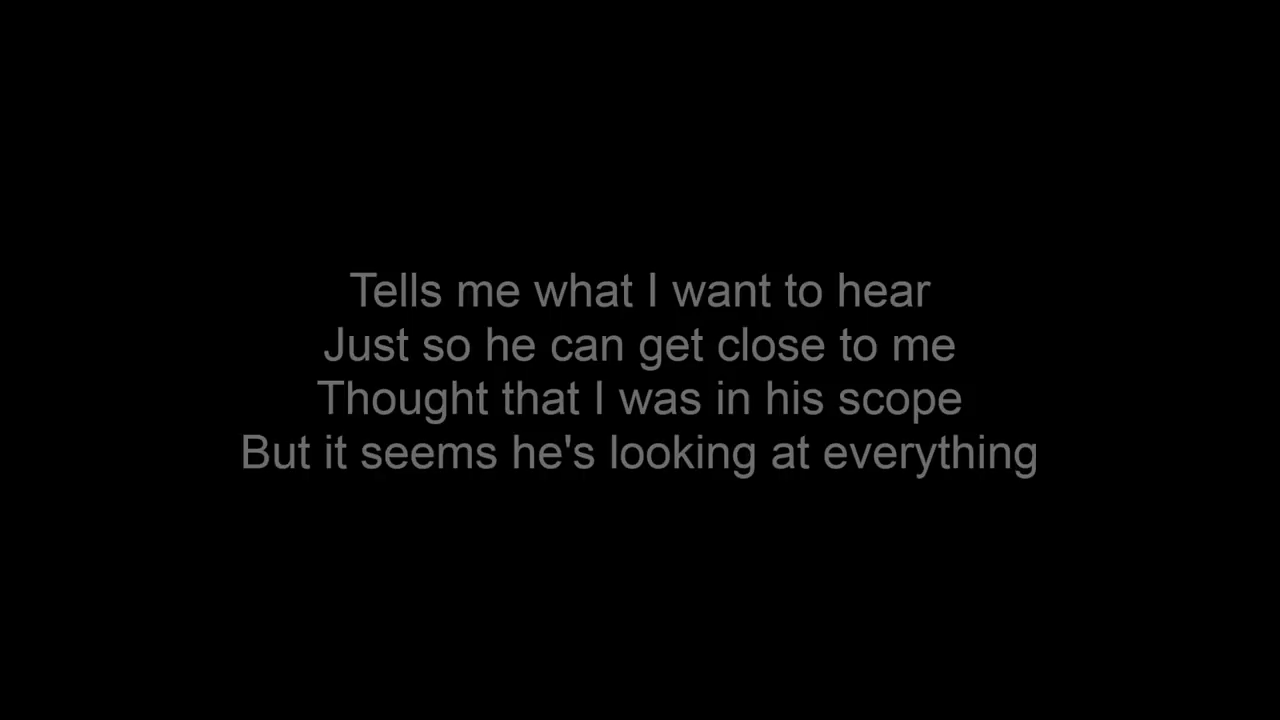 Tells me what I want to hear
Just so he can get close to me
Thought that I was in his scope
But it seems he's looking at everything